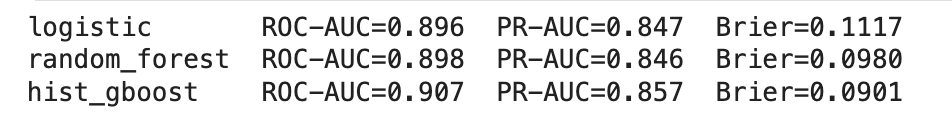 logistic       ROC-AUC=0.896  PR-AUC=0.847  Brier=0.1117
random_forest  ROC-AUC=0.898  PR-AUC=0.846  Brier=0.0980
hist_gboost    ROC-AUC=0.907  PR-AUC=0.857  Brier=0.0901